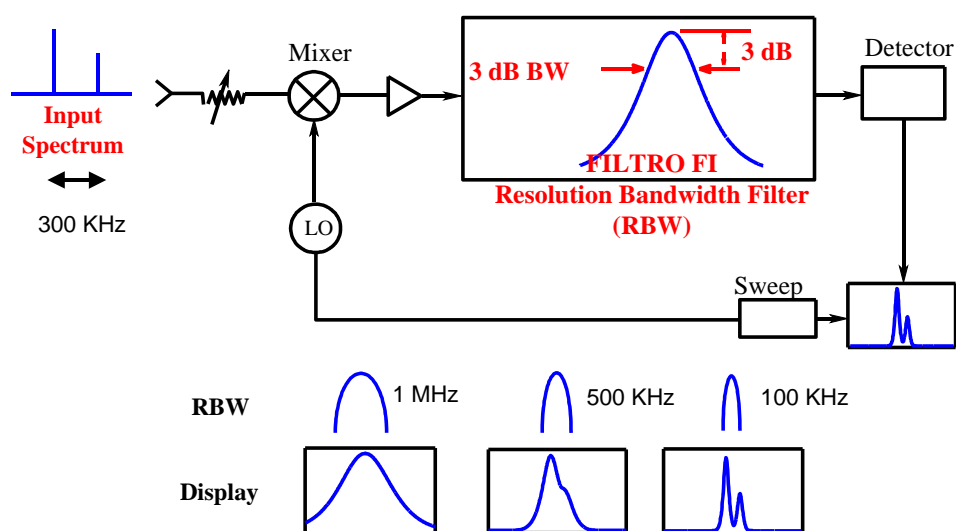 Mixer
3 dB
Detector
3 dB BW
Input
Spectrum
300 KHz
FILTRO FI
Resolution Bandwidth Filter
(RBW)
LO
Sweep
RBW
1 MHz
500 KHz
100 KHz
Display